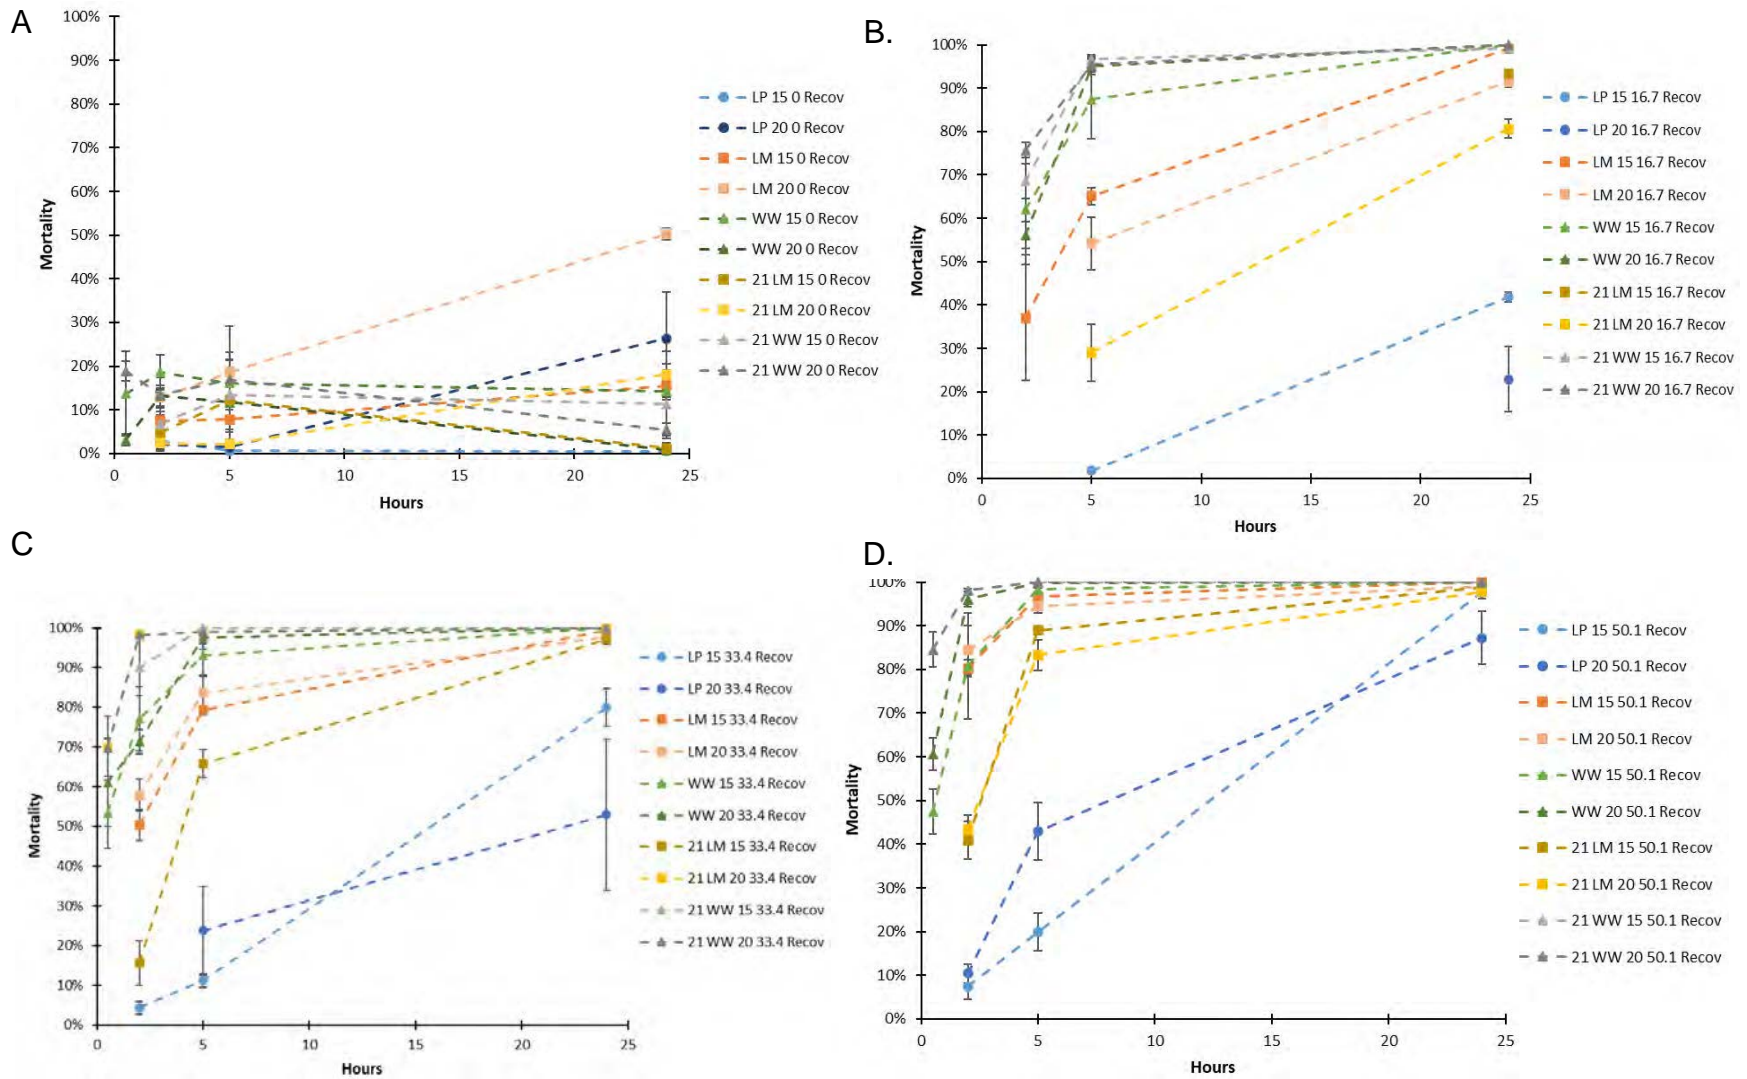 A
100%
90%
80%
70%
60%
50%
40%
30%
20%
10%
0%
Mortality
0 5 10 15 20 25
Hours
LP 15 0 Recov
LP 20 0 Recov
LM 15 0 Recov
LM 20 0 Recov
WW 15 0 Recov
WW 20 0 Recov
21 LM 15 0 Recov
21 LM 20 0 Recov
21 WW 15 0 Recov
21 WW 20 0 Recov
B.
100%
90%
80%
70%
60%
50%
40%
30%
20%
10%
0%
Mortality
0 5 10 15 20 25
Hours
LP 15 16.7 Recov
LP 20 16.7 Recov
LM 15 16.7 Recov
LM 20 16.7 Recov
WW 15 16.7 Recov
WW 20 16.7 Recov
21 LM 15 16.7 Recov
21 LM 20 16.7 Recov
21 WW 15 16.7 Recov
21 WW 20 16.7 Recov
C
100%
90%
80%
70%
60%
50%
40%
30%
20%
10%
0%
Mortality
0 5 10 15 20 25
Hours
LP 15 33.4 Recov
LP 20 33.4 Recov
LM 15 33.4 Recov
LM 20 33.4 Recov
WW 15 33.4 Recov
WW 20 33.4 Recov
21 LM 15 33.4 Recov
21 LM 20 33.4 Recov
21 WW 15 33.4 Recov
21 WW 20 33.4 Recov
D.
100%
90%
80%
70%
60%
50%
40%
30%
20%
10%
0%
Mortality
0 5 10 15 20 25
Hours
LP 15 50.1 Recov
LP 20 50.1 Recov
LM 15 50.1 Recov
LM 20 50.1 Recov
WW 15 50.1 Recov
WW 20 50.1 Recov
21 LM 15 50.1 Recov
21 LM 20 50.1 Recov
21 WW 15 50.1 Recov
21 WW 20 50.1 Recov